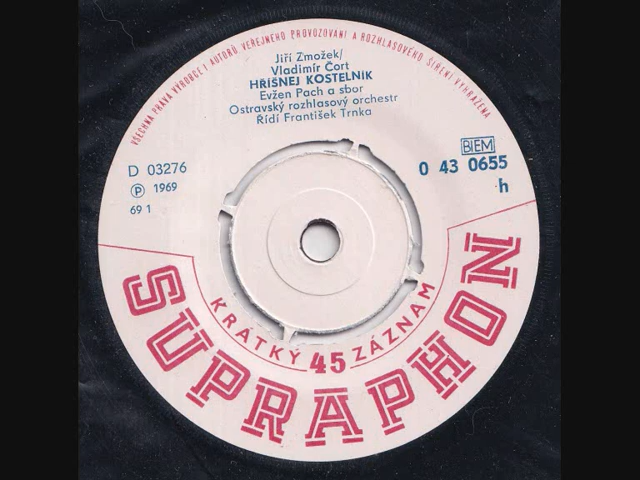 VŠECHNA PRÁVA VÝROBCE I AUTORŮ VEŘEJNÉHO PROVOZOVÁNÍ A ROZHLASOVÉHO ŠÍŘENÍ VYHRAZENA
Jiří Zmožek/
Vladimír Čort
HŘÍŠNEJ KOSTELNÍK
Evžen Pach a sbor
Ostravský rozhlasový orchestr
Řídí František Trnka
D 03276
Ⓟ 1969
69 1
BIEM
0 43 0655
h
KRÁTKÝ 45 ZÁZNAM
SUPRAPHON